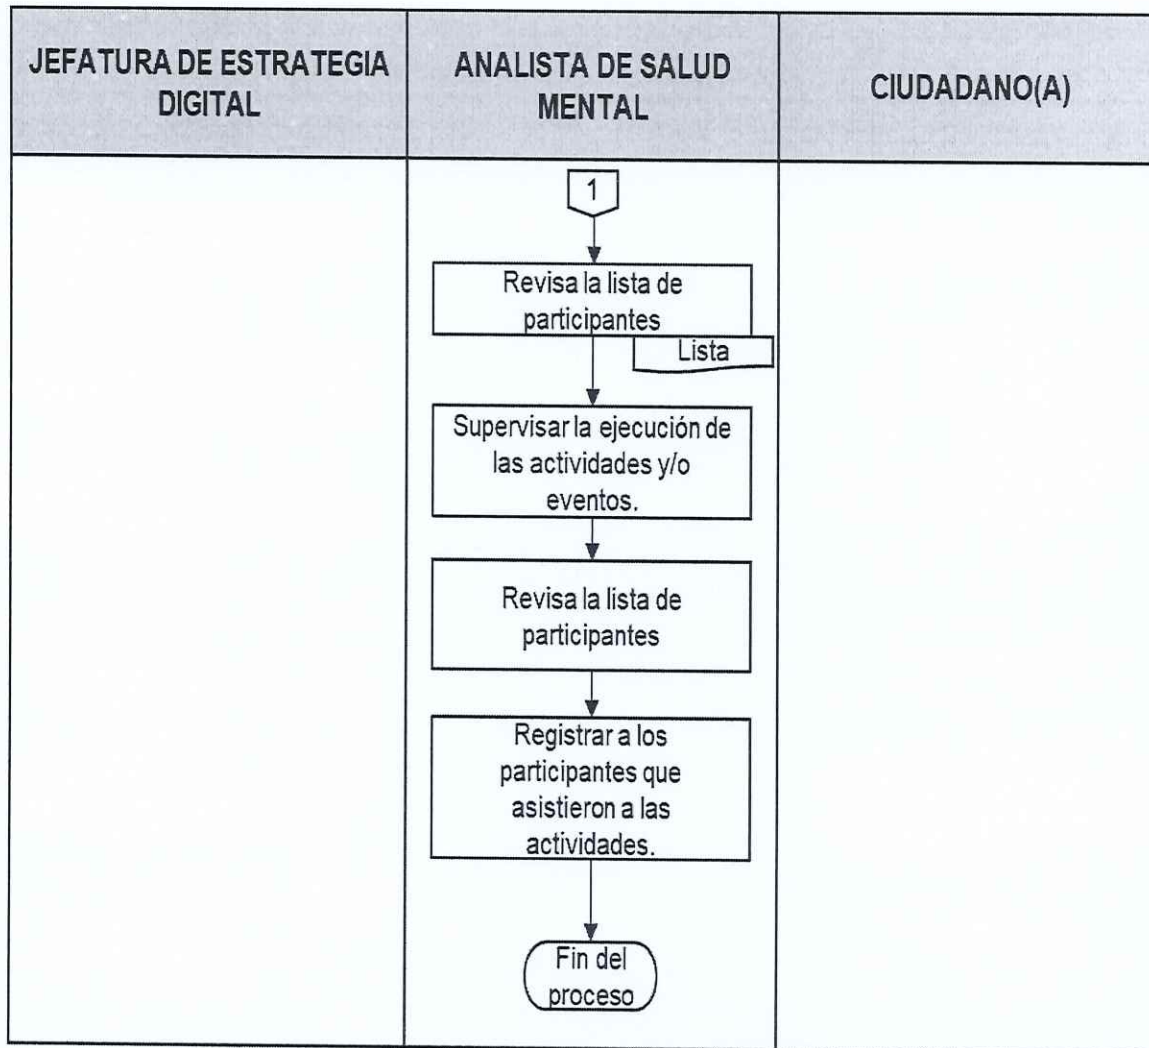 JEFATURA DE ESTRATEGIA
DIGITAL
ANALISTA DE SALUD
MENTAL
CIUDADANO(A)
1
Revisa la lista de
participantes
Lista
Supervisar la ejecución de
las actividades y/o
eventos.
Revisa la lista de
participantes
Registrar a los
participantes que
asistieron a las
actividades.
Fin del
proceso